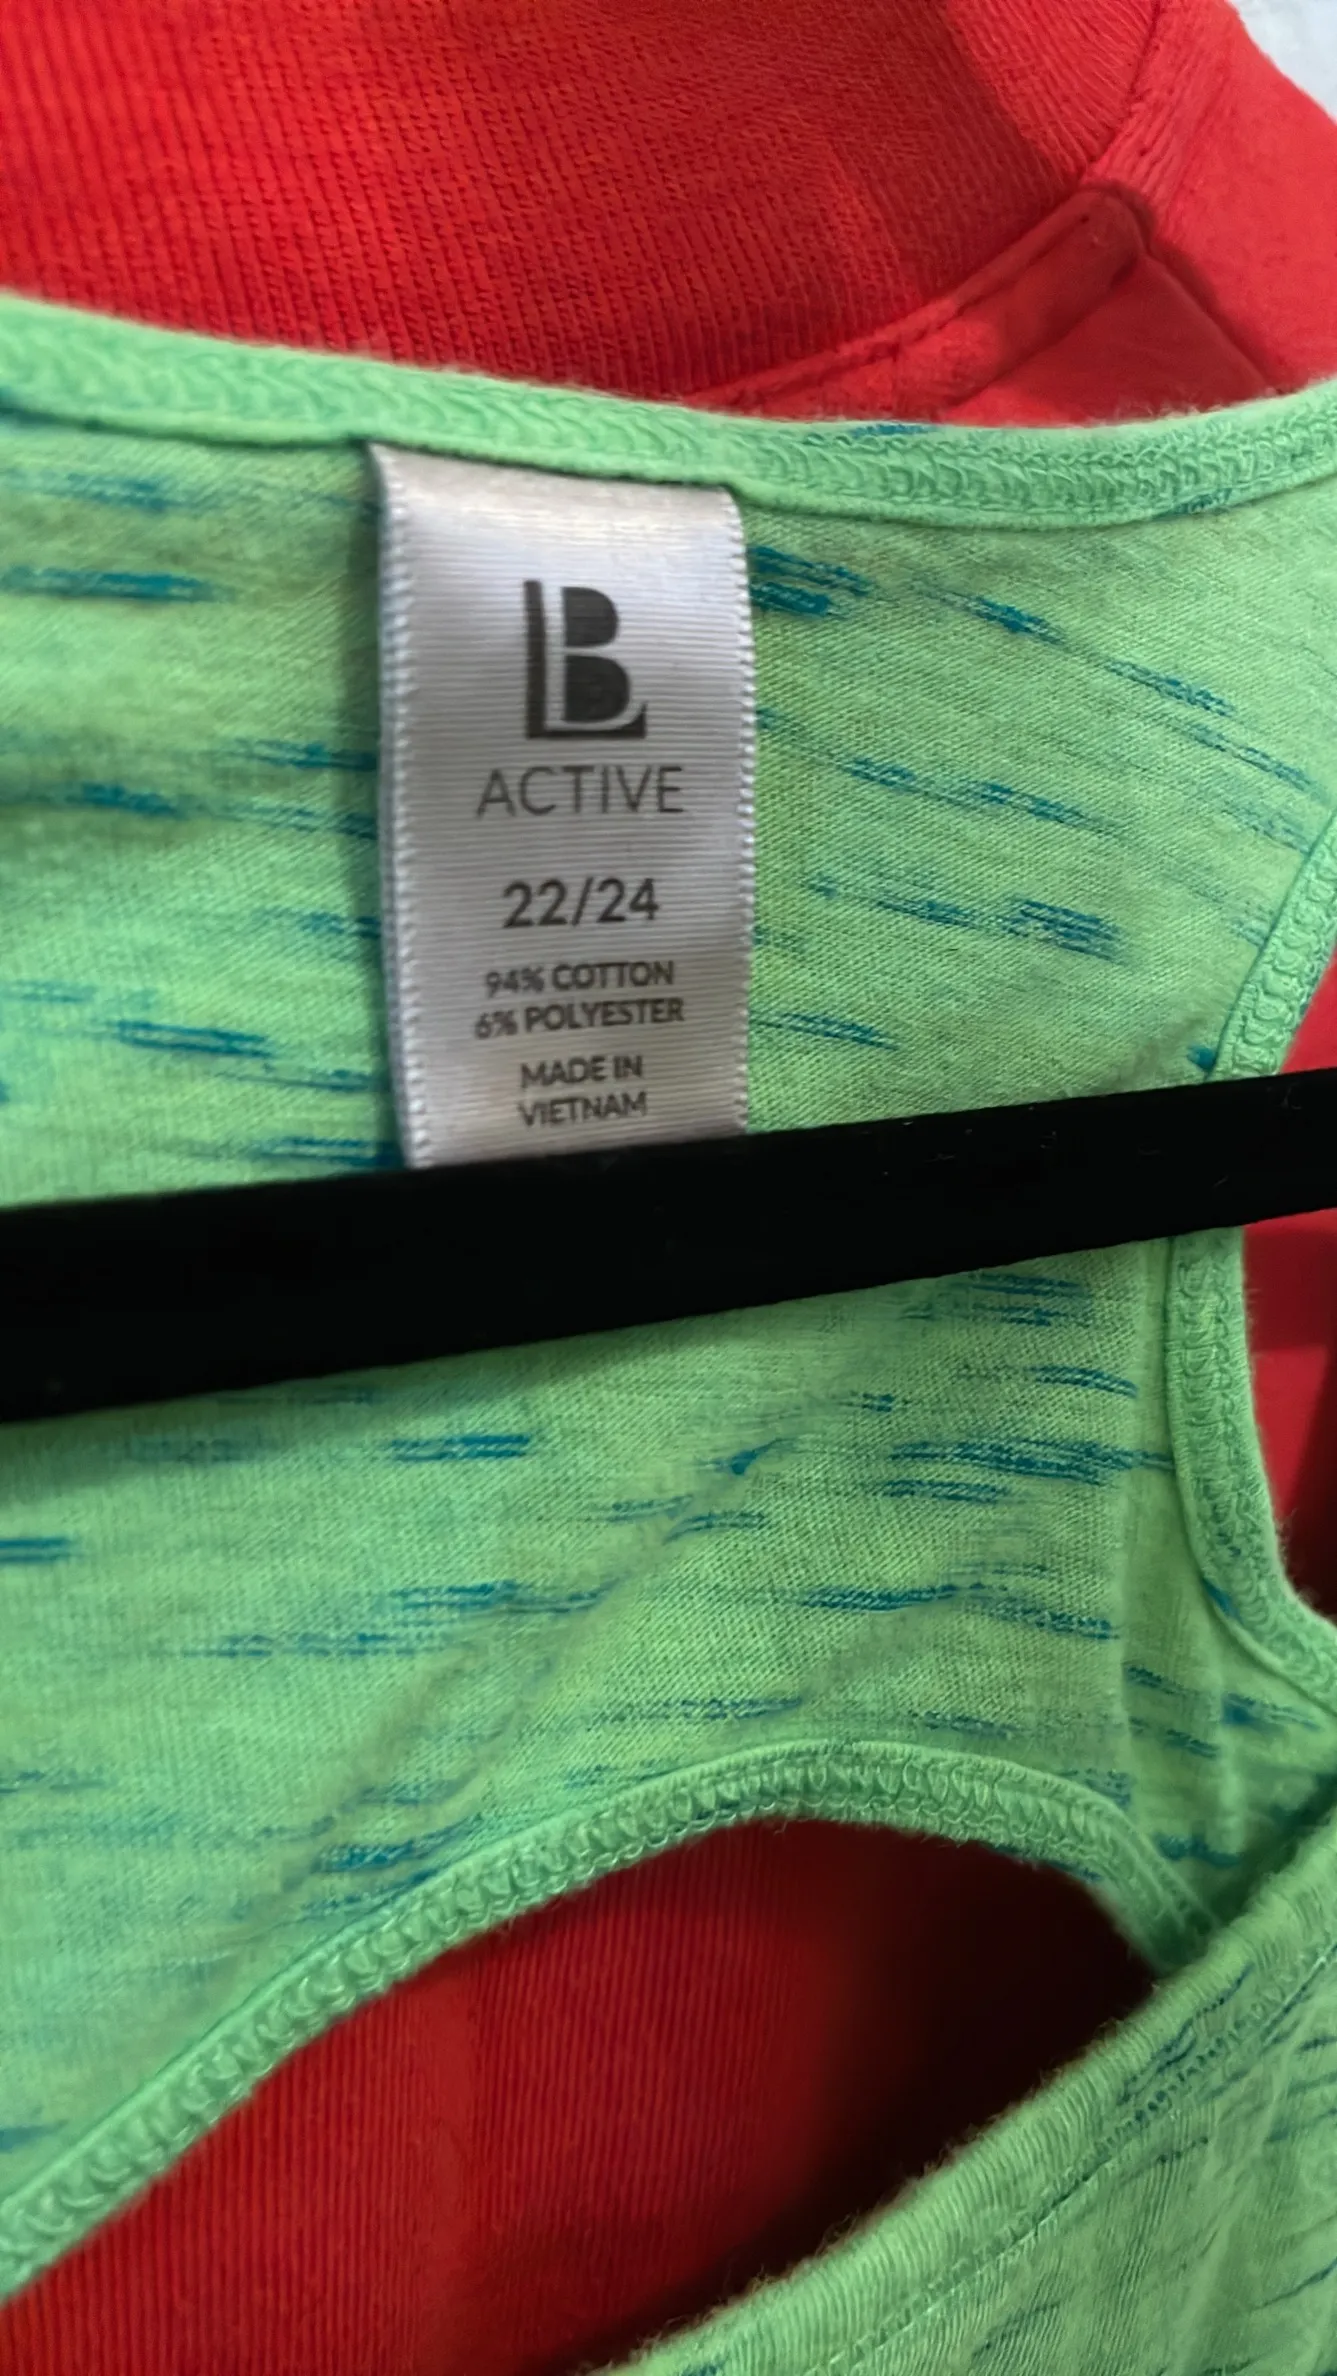 LB
ACTIVE
22/24
94% COTTON
6% POLYESTER
MADE IN
VIETNAM